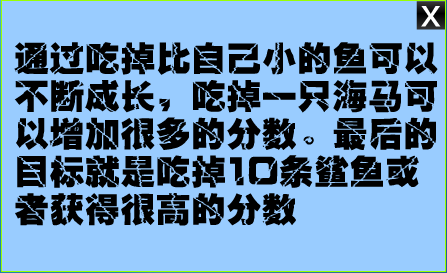 X
通过吃掉比自己小的鱼可以
不断成长，吃掉一只海马可
以增加很多的分数。最后的
目标就是吃掉10条鲨鱼或
者获得很高的分数